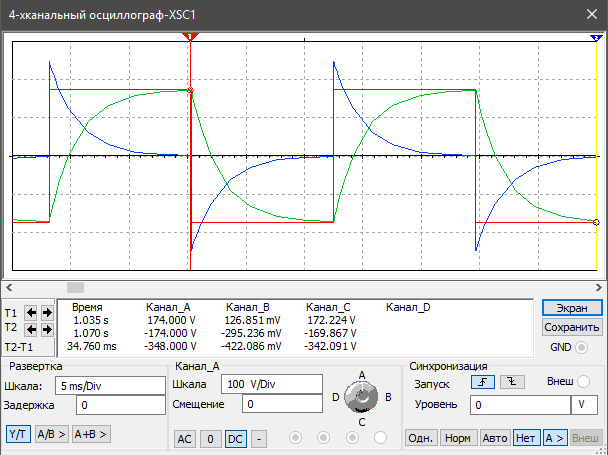 4-хканальный осциллограф-XSC1
1 3
Время Канал_A Канал_B Канал_C Канал_D Экран
T1 1.035 s 174.000 V 126.851 mV 172.224 V
T2 1.070 s -174.000 V -295.236 mV -169.867 V Сохранить
T2-T1 34.760 ms -348.000 V -422.086 mV -342.091 V GND
Развертка Канал_A Синхронизация
Шкала: 5 ms/Div Шкала 100 V/Div A Запуск Внеш
Задержка 0 Смещение 0 D B Уровень 0 V
C
Y/T A/B > A+B > AC 0 DC - Одн. Норм Авто Нет A > Внеш